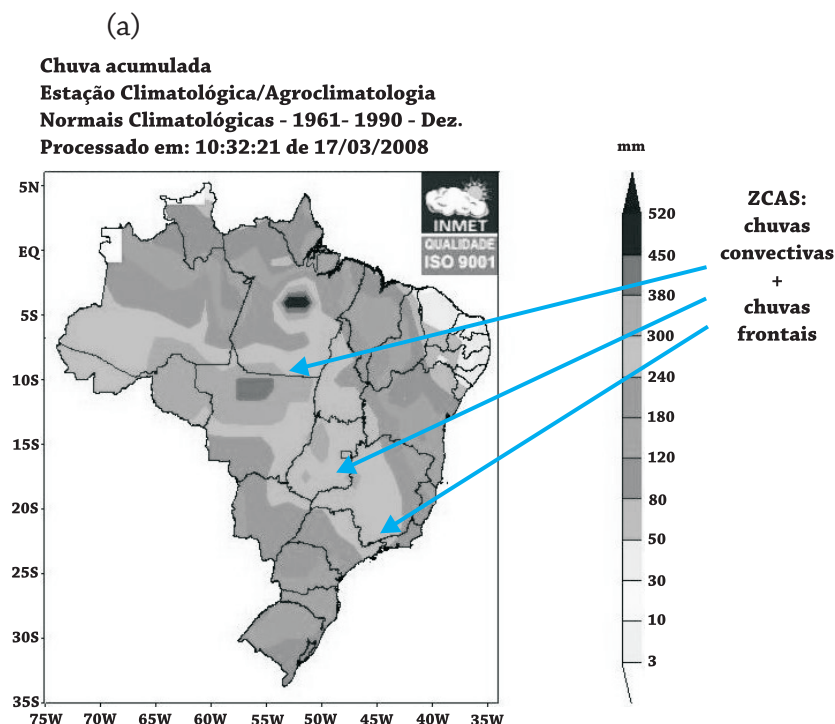 (a)
Chuva acumulada
Estação Climatológica/Agroclimatologia
Normais Climatológicas - 1961- 1990 - Dez.
Processado em: 10:32:21 de 17/03/2008
5N
EQ
5S
10S
15S
20S
25S
30S
35S
75W 70W 65W 60W 55W 50W 45W 40W 35W
INMET
QUALIDADE
ISO 9001
mm
520
450
380
300
240
180
120
80
50
30
10
3
ZCAS:
chuvas
convectivas
+
chuvas
frontais